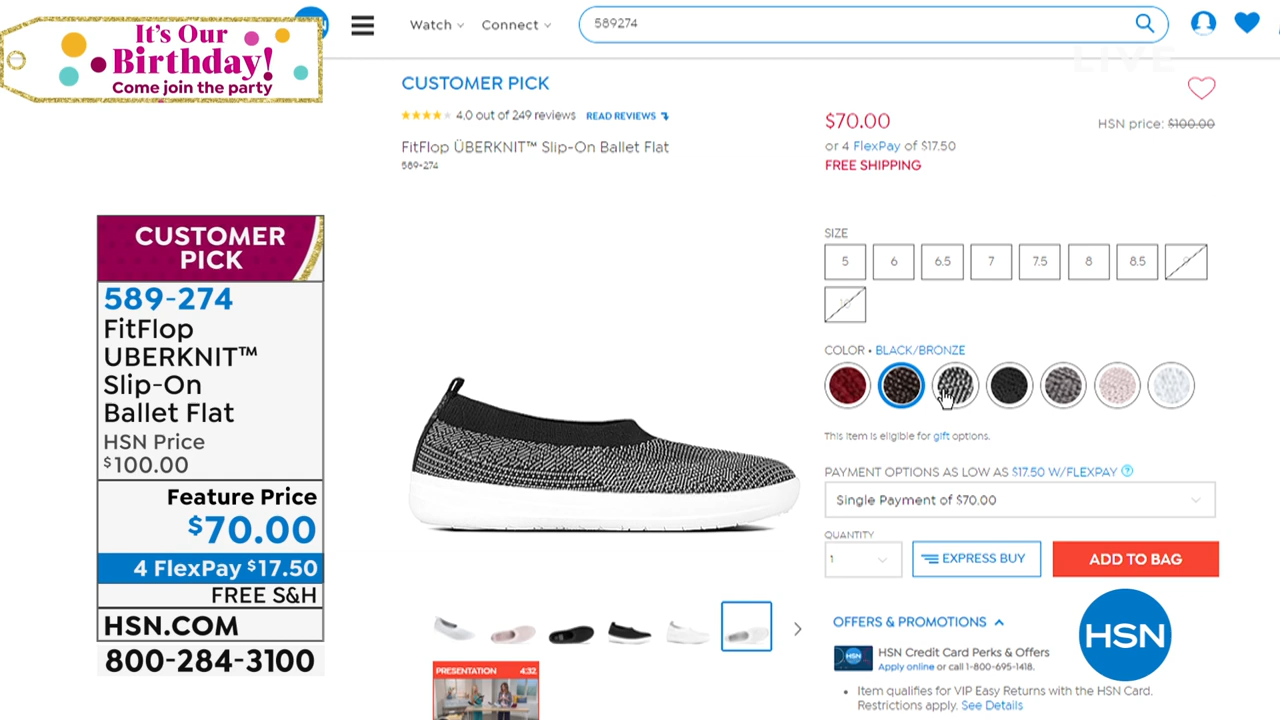 It's Our
Birthday!
Come join the party
Watch
Connect
589274
LIVE
CUSTOMER PICK
4.0 out of 249 reviews
READ REVIEWS
FitFlop ÜBERKNIT™ Slip-On Ballet Flat
589-274
$70.00
HSN price: $100.00
or 4 FlexPay of $17.50
FREE SHIPPING
CUSTOMER
PICK
589-274
FitFlop
UBERKNIT™
Slip-On
Ballet Flat
HSN Price
$100.00
Feature Price
$70.00
4 FlexPay $17.50
FREE S&H
HSN.COM
800-284-3100
SIZE
5
6
6.5
7
7.5
8
8.5
COLOR • BLACK/BRONZE
This item is eligible for gift options.
PAYMENT OPTIONS AS LOW AS $17.50 W/FLEXPAY ?
Single Payment of $70.00
QUANTITY
1
EXPRESS BUY
ADD TO BAG
OFFERS & PROMOTIONS
HSN
HSN
HSN Credit Card Perks & Offers
Apply online or call 1-800-695-1418.
• Item qualifies for VIP Easy Returns with the HSN Card.
Restrictions apply. See Details
PRESENTATION 4:32